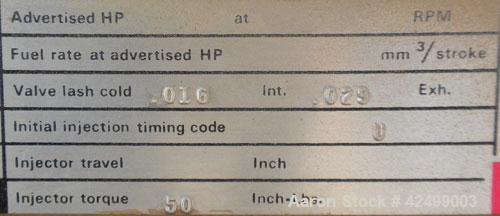 Advertised HP at RPM
Fuel rate at advertised HP mm 3/stroke
Valve lash cold .016 Int. .029 Exh.
Initial injection timing code
Injector travel Inch
Injector torque 50 Inch-Lbs.
Aaron Stock # 42499003